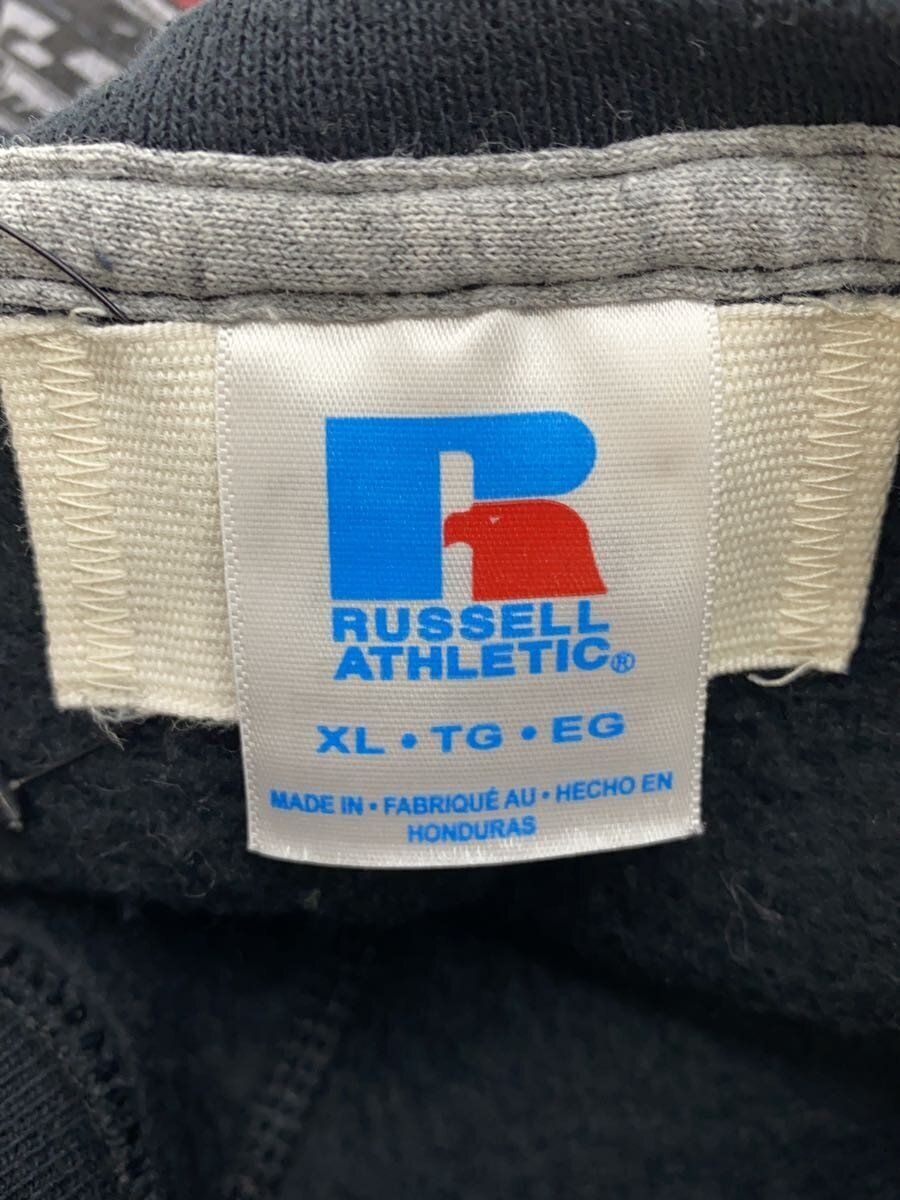 RUSSELL
ATHLETIC®
XL • TG • EG
MADE IN • FABRIQUÉ AU • HECHO EN
HONDURAS